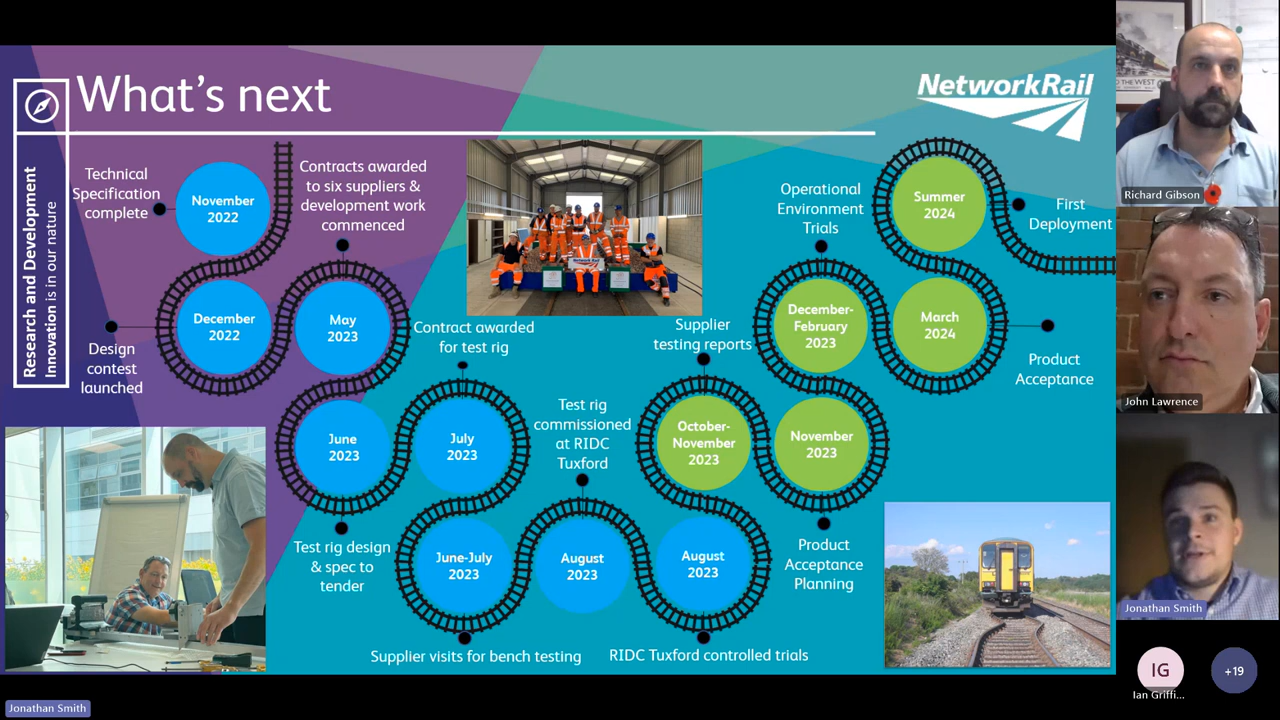 What's next
NetworkRail
Research and Development
Innovation is in our nature
Technical
Specification
complete
November
2022
Design
contest
launched
December
2022
Contracts awarded
to six suppliers &
development work
commenced
May
2023
Test rig design
& spec to
tender
June
2023
Contract awarded
for test rig
July
2023
Supplier visits for bench testing
June-July
2023
Test rig
commissioned
at RIDC
Tuxford
August
2023
RIDC Tuxford controlled trials
August
2023
Supplier
testing reports
October-
November
2023
Product
Acceptance
Planning
November
2023
Operational
Environment
Trials
December-
February
2023
Product
Acceptance
March
2024
First
Deployment
Summer
2024
Network Rail
Jonathan Smith
THE WEST
Richard Gibson
John Lawrence
Jonathan Smith
IG
Ian Griffi...
+19